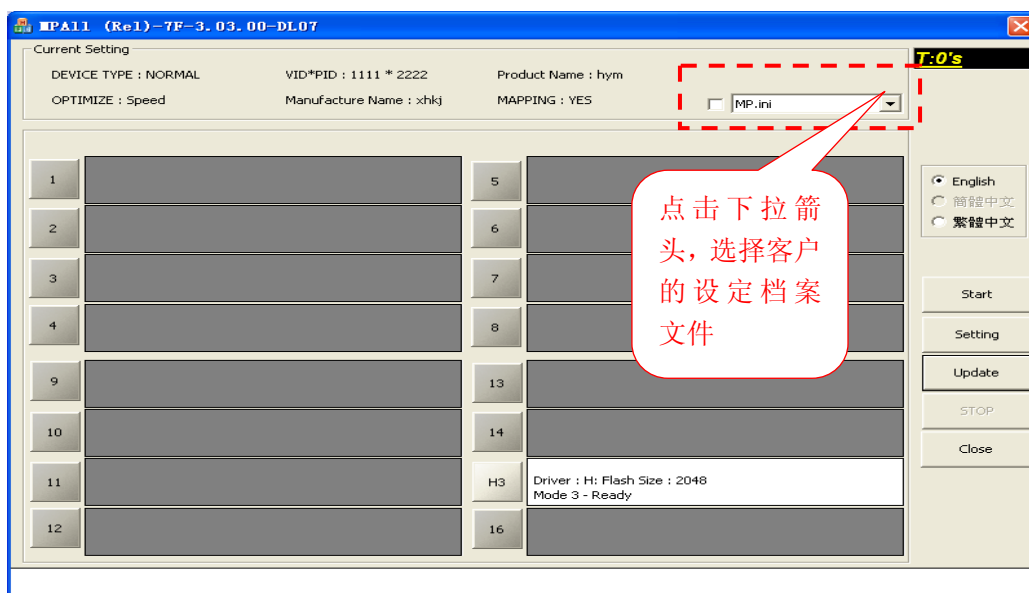 MPAll (Rel)-7F-3.03.00-DL07
Current Setting
DEVICE TYPE : NORMAL VID*PID : 1111 * 2222 Product Name : hym
OPTIMIZE : Speed Manufacture Name : xhkj MAPPING : YES MP.ini
T:0's
1
2
3
4
5
6
7
8
点击下拉箭
头，选择客户
的设定档案
文件
9
10
11
12
13
14
H3 Driver : H: Flash Size : 2048
Mode 3 - Ready
16
English
简體中文
繁體中文
Start
Setting
Update
STOP
Close